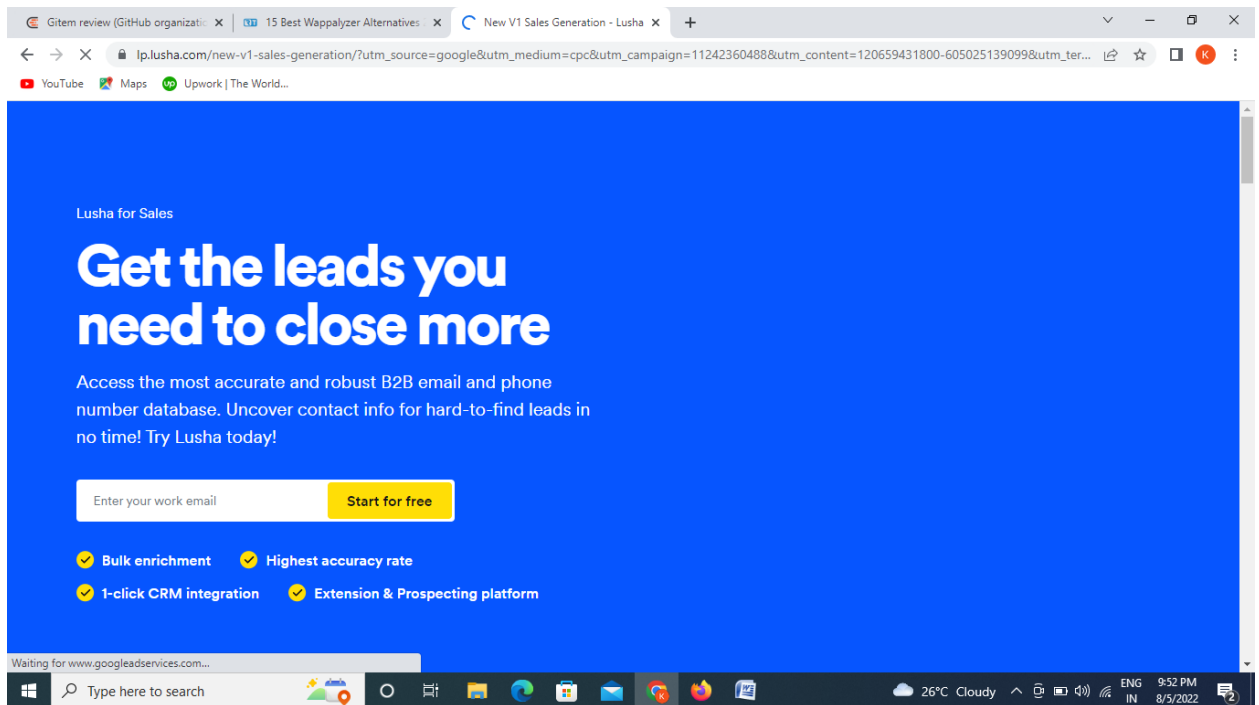 Gitem review (GitHub organizatic
15 Best Wappalyzer Alternatives
New V1 Sales Generation - Lusha
lp.lusha.com/new-v1-sales-generation/?utm_source=google&utm_medium=cpc&utm_campaign=11242360488&utm_content=120659431800-605025139099&utm_ter...
K
YouTube
Maps
up
Upwork | The World...
Lusha for Sales
Get the leads you
need to close more
Access the most accurate and robust B2B email and phone
number database. Uncover contact info for hard-to-find leads in
no time! Try Lusha today!
Enter your work email
Start for free
Bulk enrichment
Highest accuracy rate
1-click CRM integration
Extension & Prospecting platform
Waiting for www.googleadservices.com...
Type here to search
26°C Cloudy
ENG
IN
9:52 PM
8/5/2022
2